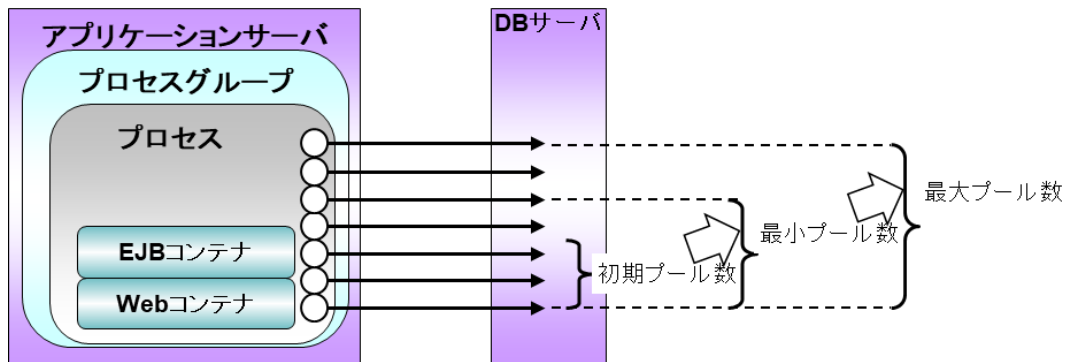 アプリケーションサーバ
プロセスグループ
プロセス
EJBコンテナ
Webコンテナ
DBサーバ
初期プール数
最小プール数
最大プール数